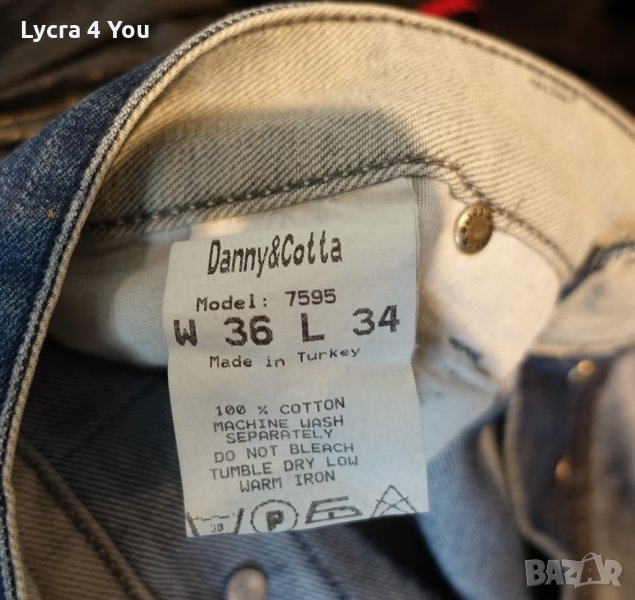 Lycra 4 You
Danny&Cotta
Model: 7595
W 36 L 34
Made in Turkey
100 % COTTON
MACHINE WASH
SEPARATELY
DO NOT BLEACH
TUMBLE DRY LOW
WARM IRON
30 P
BAZAR